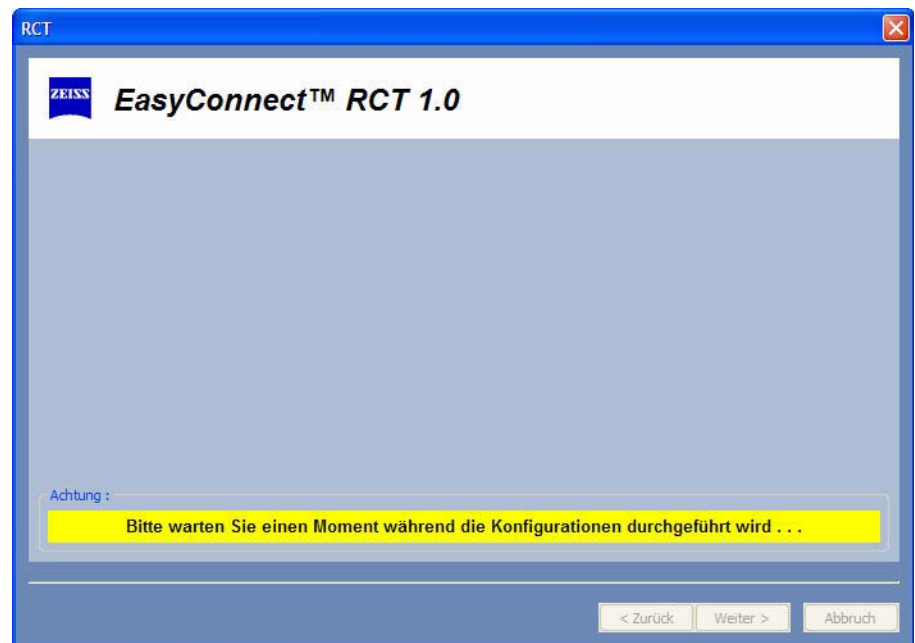 RCT
ZEISS
EasyConnect™ RCT 1.0
Achtung :
Bitte warten Sie einen Moment während die Konfigurationen durchgeführt wird . . .
< Zurück
Weiter >
Abbruch